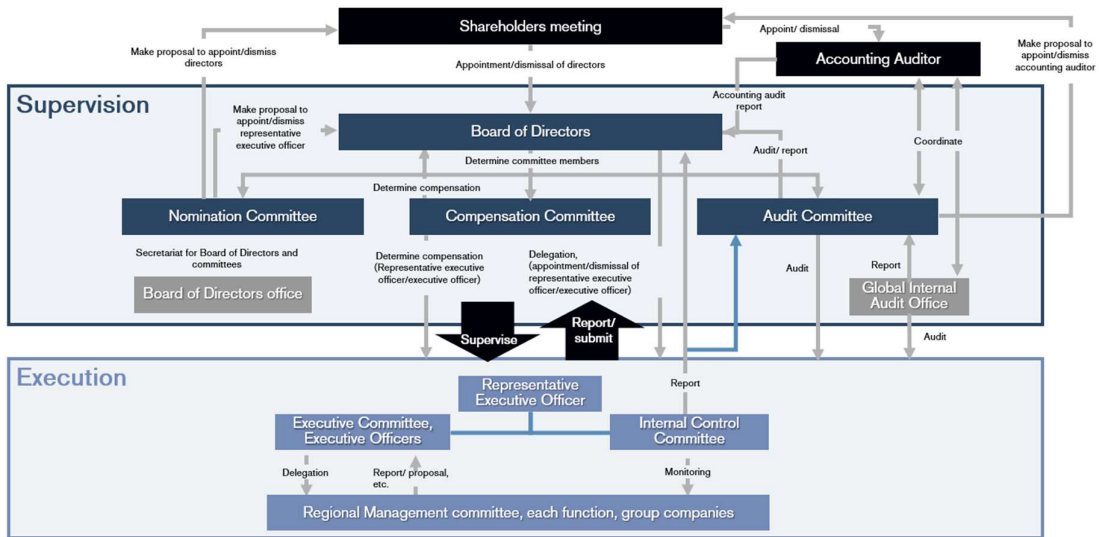 Shareholders meeting
Appoint/ dismissal
Make proposal to appoint/dismiss
directors
Appointment/dismissal of directors
Accounting Auditor
Make proposal to
appoint/dismiss
accounting auditor
Supervision
Make proposal to
appoint/dismiss
representative
executive officer
Board of Directors
Accounting audit
report
Coordinate
Audit/ report
Determine committee members
Determine compensation
Nomination Committee
Compensation Committee
Audit Committee
Secretariat for Board of Directors and
committees
Board of Directors office
Determine compensation
(Representative executive
officer/executive officer)
Delegation,
(appointment/dismissal of
representative executive
officer/executive officer)
Audit
Report
Global Internal
Audit Office
Supervise
Report/
submit
Audit
Execution
Representative
Executive Officer
Report
Executive Committee,
Executive Officers
Internal Control
Committee
Delegation
Report/ proposal,
etc.
Monitoring
Regional Management committee, each function, group companies